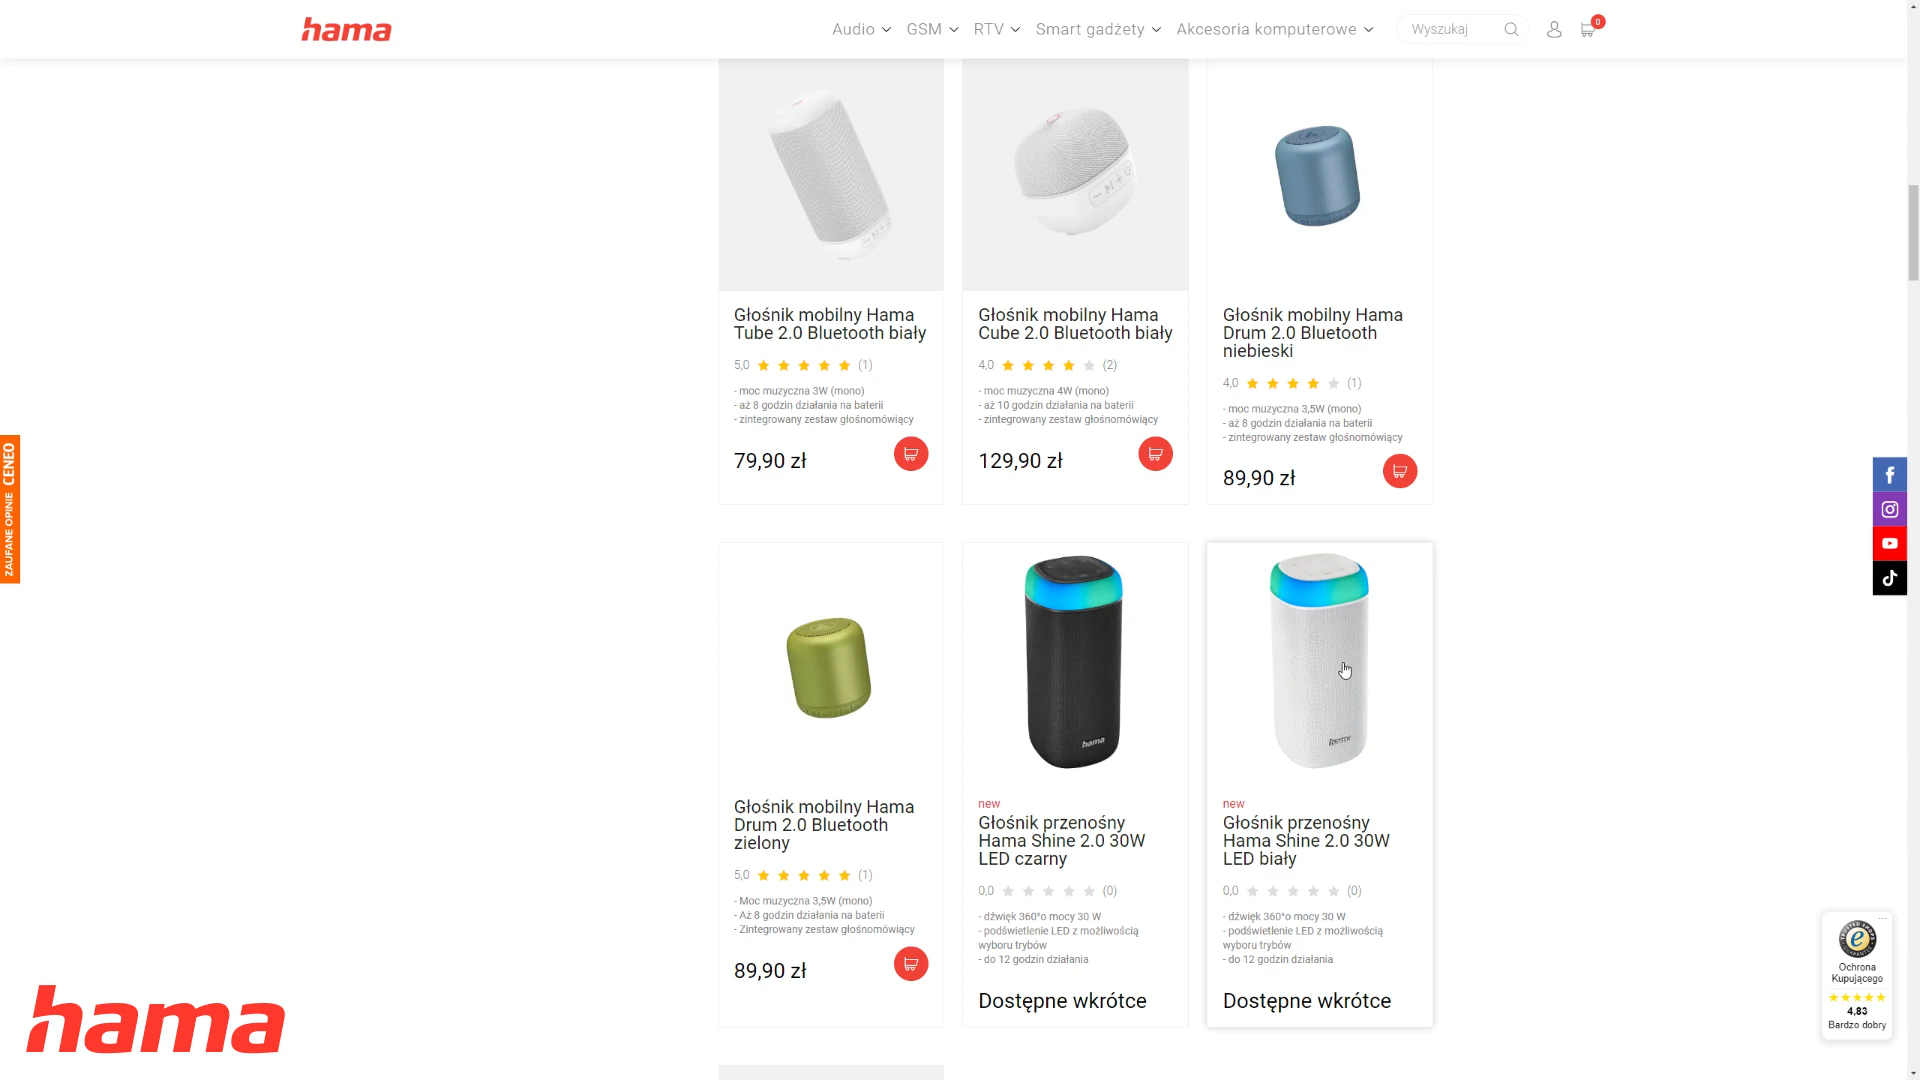 hama
Audio
GSM
RTV
Smart gadżety
Akcesoria komputerowe
Wyszukaj
0
Głośnik mobilny Hama
Tube 2.0 Bluetooth biały
5,0 (1)
- moc muzyczna 3W (mono)
- aż 8 godzin działania na baterii
- zintegrowany zestaw głośnomówiący
79,90 zł
Głośnik mobilny Hama
Cube 2.0 Bluetooth biały
4,0 (2)
- moc muzyczna 4W (mono)
- aż 10 godzin działania na baterii
- zintegrowany zestaw głośnomówiący
129,90 zł
Głośnik mobilny Hama
Drum 2.0 Bluetooth
niebieski
4,0 (1)
- moc muzyczna 3,5W (mono)
- aż 8 godzin działania na baterii
- zintegrowany zestaw głośnomówiący
89,90 zł
ZAUFANE OPINIE CENEO
Głośnik mobilny Hama
Drum 2.0 Bluetooth
zielony
5,0 (1)
- Moc muzyczna 3,5W (mono)
- Aż 8 godzin działania na baterii
- Zintegrowany zestaw głośnomówiący
89,90 zł
hama
new
Głośnik przenośny
Hama Shine 2.0 30W
LED czarny
0,0 (0)
- dźwięk 360°o mocy 30 W
- podświetlenie LED z możliwością
wyboru trybów
- do 12 godzin działania
Dostępne wkrótce
hama
new
Głośnik przenośny
Hama Shine 2.0 30W
LED biały
0,0 (0)
- dźwięk 360°o mocy 30 W
- podświetlenie LED z możliwością
wyboru trybów
- do 12 godzin działania
Dostępne wkrótce
TRUSTED SHOPS
GUARANTEE
Ochrona
Kupującego
4,83
Bardzo dobry
hama